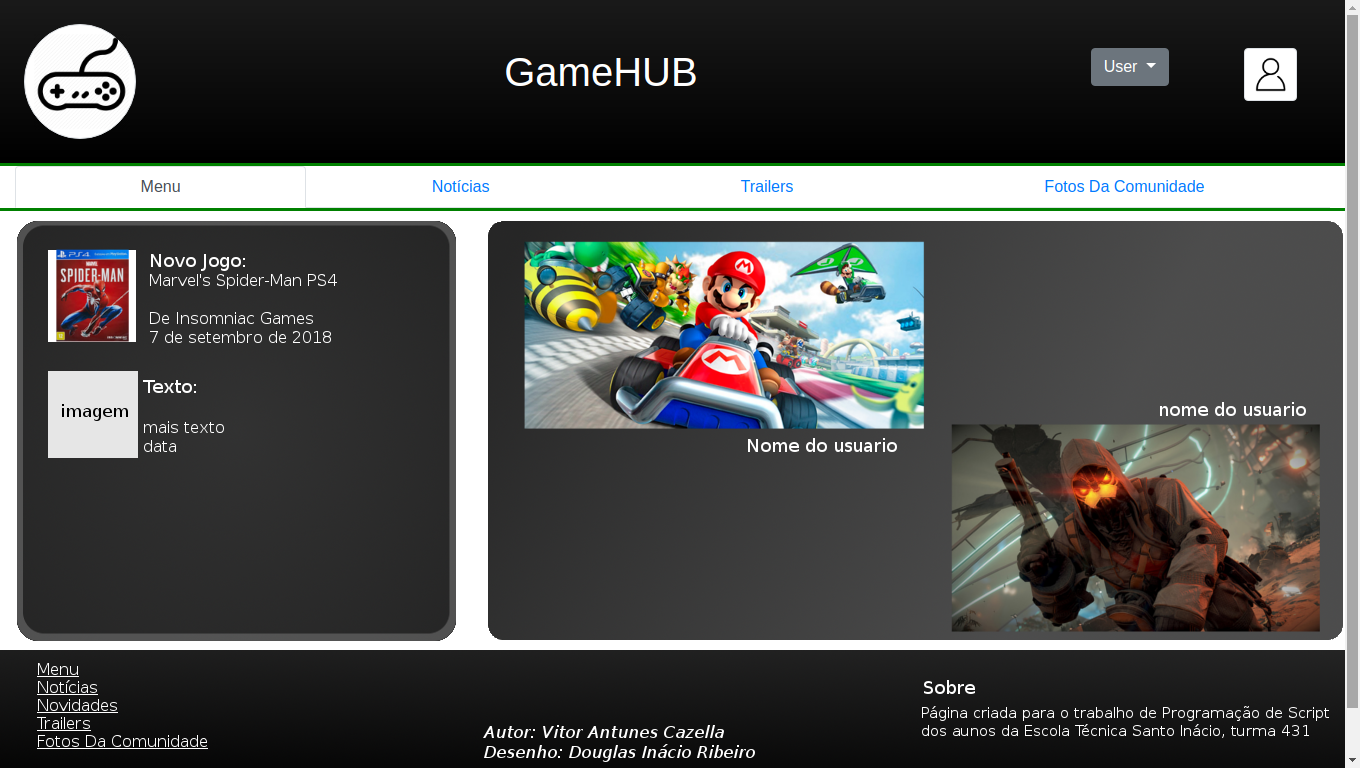 GameHUB
User
Menu
Notícias
Trailers
Fotos Da Comunidade
PS4
MARVEL
SPIDER-MAN
Novo Jogo:
Marvel's Spider-Man PS4
De Insomniac Games
7 de setembro de 2018
imagem
Texto:
mais texto
data
Nome do usuario
nome do usuario
Menu
Notícias
Novidades
Trailers
Fotos Da Comunidade
Autor: Vitor Antunes Cazella
Desenho: Douglas Inácio Ribeiro
Sobre
Página criada para o trabalho de Programação de Script
dos aunos da Escola Técnica Santo Inácio, turma 431